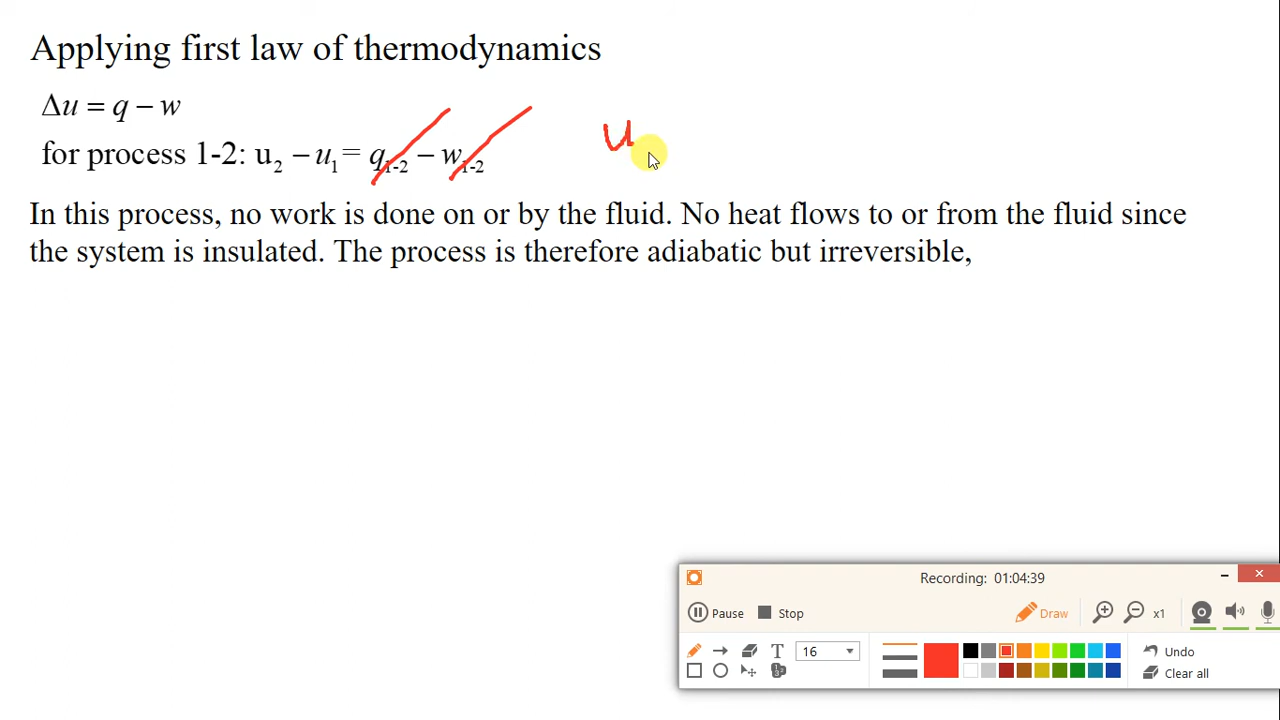 Applying first law of thermodynamics
Δu = q − w
for process 1-2: u₂ − u₁ = q₁₋₂ − w₁₋₂
u
In this process, no work is done on or by the fluid. No heat flows to or from the fluid since
the system is insulated. The process is therefore adiabatic but irreversible,
Recording: 01:04:39
Pause Stop Draw x1
T 16 Undo
Clear all